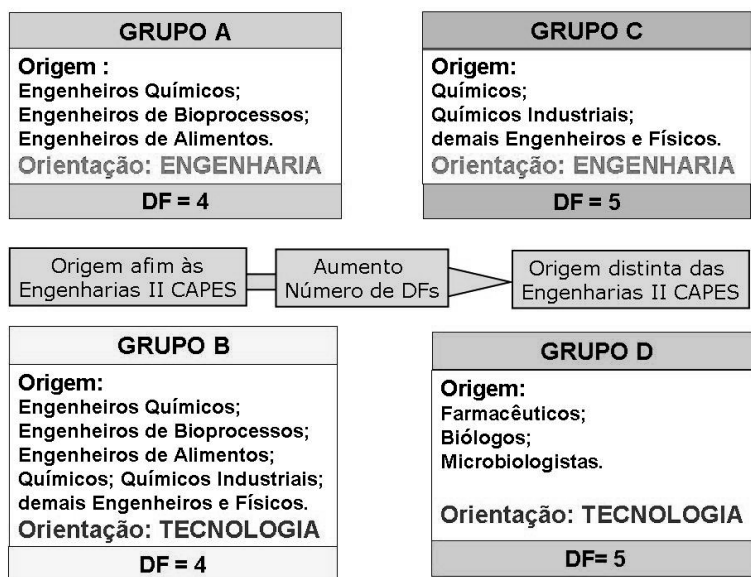 GRUPO A
Origem :
Engenheiros Químicos;
Engenheiros de Bioprocessos;
Engenheiros de Alimentos.
Orientação: ENGENHARIA
DF = 4
GRUPO C
Origem:
Químicos;
Químicos Industriais;
demais Engenheiros e Físicos.
Orientação: ENGENHARIA
DF = 5
Origem afim às
Engenharias II CAPES
Aumento
Número de DFs
Origem distinta das
Engenharias II CAPES
GRUPO B
Origem:
Engenheiros Químicos;
Engenheiros de Bioprocessos;
Engenheiros de Alimentos;
Químicos; Químicos Industriais;
demais Engenheiros e Físicos.
Orientação: TECNOLOGIA
DF = 4
GRUPO D
Origem:
Farmacêuticos;
Biólogos;
Microbiologistas.
Orientação: TECNOLOGIA
DF= 5